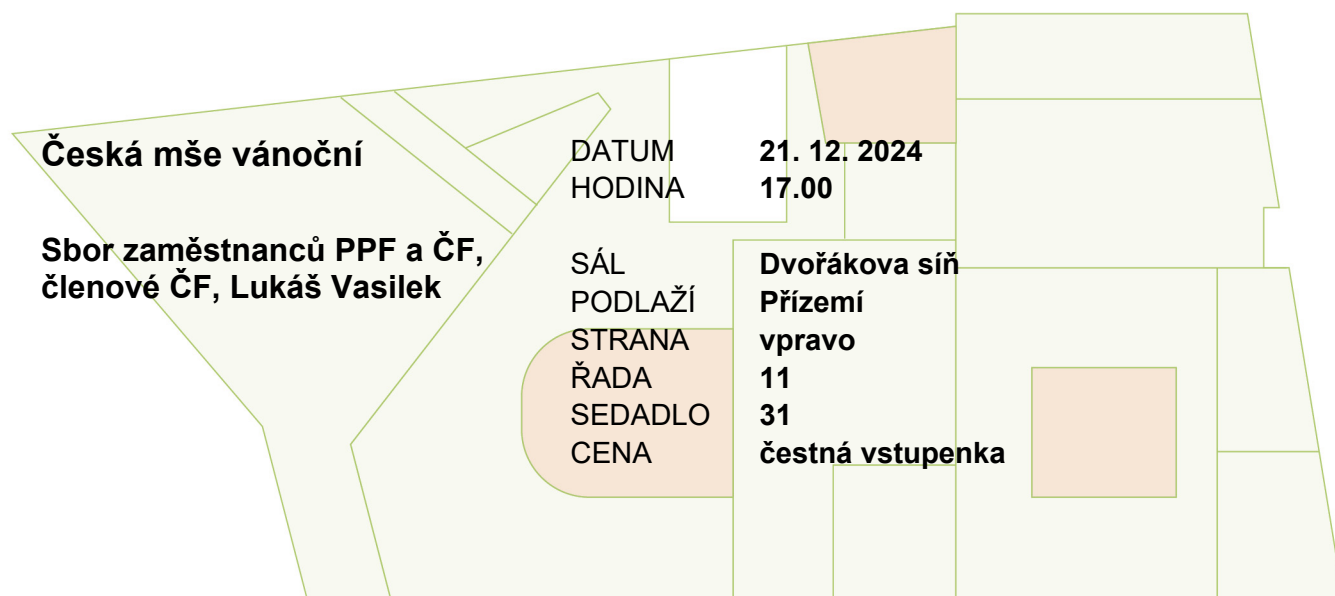 Česká mše vánoční
Sbor zaměstnanců PPF a ČF,
členové ČF, Lukáš Vasilek
DATUM 21. 12. 2024
HODINA 17.00
SÁL Dvořákova síň
PODLAŽÍ Přízemí
STRANA vpravo
ŘADA 11
SEDADLO 31
CENA čestná vstupenka